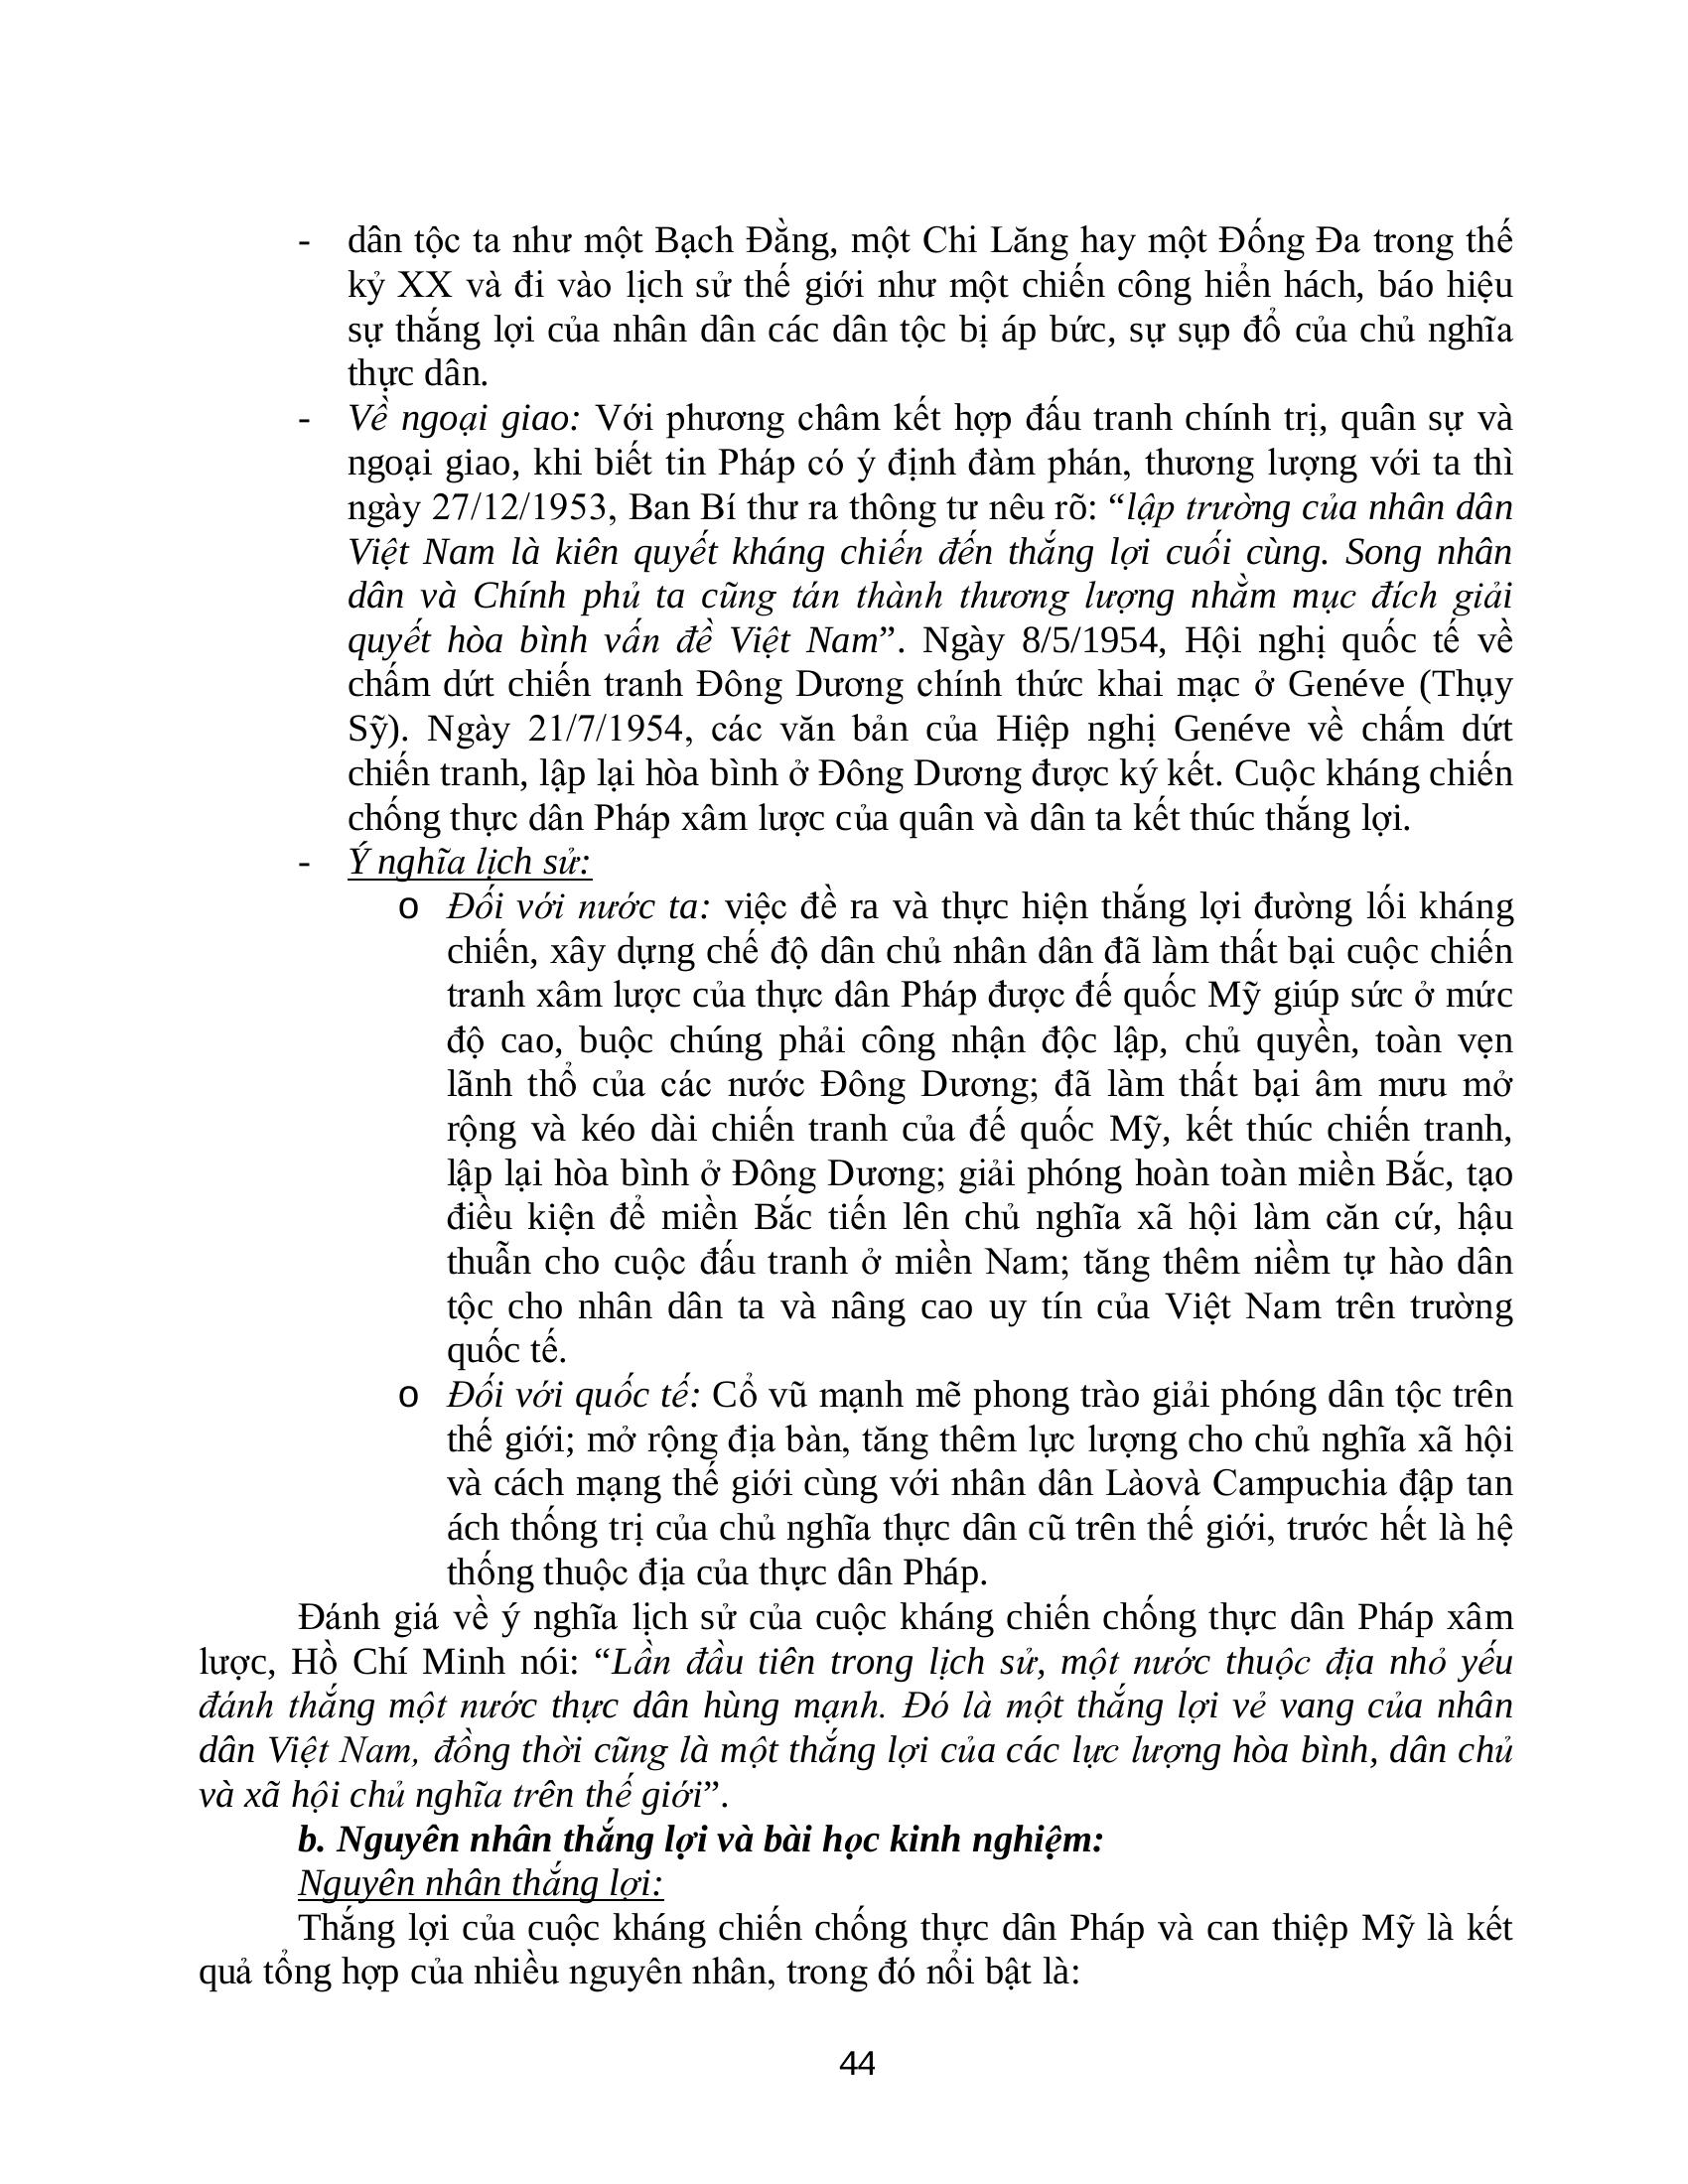 - dân tộc ta như một Bạch Đằng, một Chi Lăng hay một Đống Đa trong thế
kỷ XX và đi vào lịch sử thế giới như một chiến công hiển hách, báo hiệu
sự thắng lợi của nhân dân các dân tộc bị áp bức, sự sụp đổ của chủ nghĩa
thực dân.
- Về ngoại giao: Với phương châm kết hợp đấu tranh chính trị, quân sự và
ngoại giao, khi biết tin Pháp có ý định đàm phán, thương lượng với ta thì
ngày 27/12/1953, Ban Bí thư ra thông tư nêu rõ: “lập trường của nhân dân
Việt Nam là kiên quyết kháng chiến đến thắng lợi cuối cùng. Song nhân
dân và Chính phủ ta cũng tán thành thương lượng nhằm mục đích giải
quyết hòa bình vấn đề Việt Nam”. Ngày 8/5/1954, Hội nghị quốc tế về
chấm dứt chiến tranh Đông Dương chính thức khai mạc ở Genéve (Thụy
Sỹ). Ngày 21/7/1954, các văn bản của Hiệp nghị Genéve về chấm dứt
chiến tranh, lập lại hòa bình ở Đông Dương được ký kết. Cuộc kháng chiến
chống thực dân Pháp xâm lược của quân và dân ta kết thúc thắng lợi.
- Ý nghĩa lịch sử:
o Đối với nước ta: việc đề ra và thực hiện thắng lợi đường lối kháng
chiến, xây dựng chế độ dân chủ nhân dân đã làm thất bại cuộc chiến
tranh xâm lược của thực dân Pháp được đế quốc Mỹ giúp sức ở mức
độ cao, buộc chúng phải công nhận độc lập, chủ quyền, toàn vẹn
lãnh thổ của các nước Đông Dương; đã làm thất bại âm mưu mở
rộng và kéo dài chiến tranh của đế quốc Mỹ, kết thúc chiến tranh,
lập lại hòa bình ở Đông Dương; giải phóng hoàn toàn miền Bắc, tạo
điều kiện để miền Bắc tiến lên chủ nghĩa xã hội làm căn cứ, hậu
thuẫn cho cuộc đấu tranh ở miền Nam; tăng thêm niềm tự hào dân
tộc cho nhân dân ta và nâng cao uy tín của Việt Nam trên trường
quốc tế.
o Đối với quốc tế: Cổ vũ mạnh mẽ phong trào giải phóng dân tộc trên
thế giới; mở rộng địa bàn, tăng thêm lực lượng cho chủ nghĩa xã hội
và cách mạng thế giới cùng với nhân dân Làovà Campuchia đập tan
ách thống trị của chủ nghĩa thực dân cũ trên thế giới, trước hết là hệ
thống thuộc địa của thực dân Pháp.
Đánh giá về ý nghĩa lịch sử của cuộc kháng chiến chống thực dân Pháp xâm
lược, Hồ Chí Minh nói: “Lần đầu tiên trong lịch sử, một nước thuộc địa nhỏ yếu
đánh thắng một nước thực dân hùng mạnh. Đó là một thắng lợi vẻ vang của nhân
dân Việt Nam, đồng thời cũng là một thắng lợi của các lực lượng hòa bình, dân chủ
và xã hội chủ nghĩa trên thế giới”.
b. Nguyên nhân thắng lợi và bài học kinh nghiệm:
Nguyên nhân thắng lợi:
Thắng lợi của cuộc kháng chiến chống thực dân Pháp và can thiệp Mỹ là kết
quả tổng hợp của nhiều nguyên nhân, trong đó nổi bật là:
44